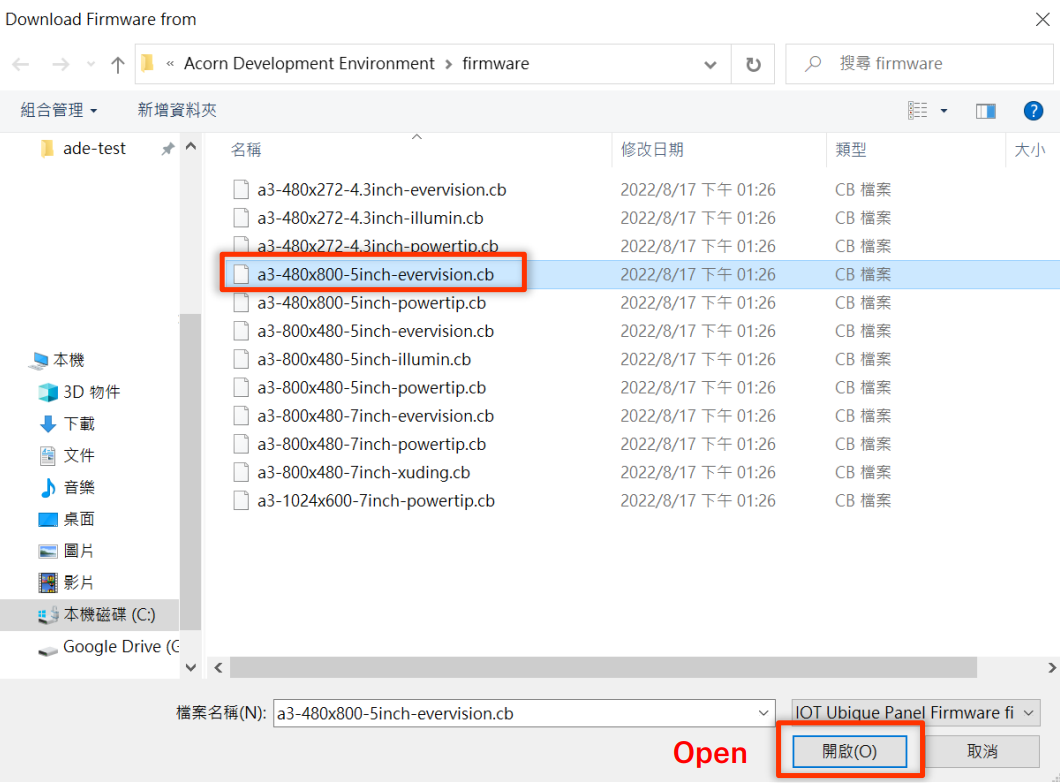 Download Firmware from
« Acorn Development Environment › firmware
搜尋 firmware
組合管理
新增資料夾
ade-test
本機
3D 物件
下載
文件
音樂
桌面
圖片
影片
本機磁碟 (C:)
Google Drive (G
名稱 修改日期 類型 大小
a3-480x272-4.3inch-evervision.cb 2022/8/17 下午 01:26 CB 檔案
a3-480x272-4.3inch-illumin.cb 2022/8/17 下午 01:26 CB 檔案
a3-480x272-4.3inch-powertip.cb 2022/8/17 下午 01:26 CB 檔案
a3-480x800-5inch-evervision.cb 2022/8/17 下午 01:26 CB 檔案
a3-480x800-5inch-powertip.cb 2022/8/17 下午 01:26 CB 檔案
a3-800x480-5inch-evervision.cb 2022/8/17 下午 01:26 CB 檔案
a3-800x480-5inch-illumin.cb 2022/8/17 下午 01:26 CB 檔案
a3-800x480-5inch-powertip.cb 2022/8/17 下午 01:26 CB 檔案
a3-800x480-7inch-evervision.cb 2022/8/17 下午 01:26 CB 檔案
a3-800x480-7inch-powertip.cb 2022/8/17 下午 01:26 CB 檔案
a3-800x480-7inch-xuding.cb 2022/8/17 下午 01:26 CB 檔案
a3-1024x600-7inch-powertip.cb 2022/8/17 下午 01:26 CB 檔案
檔案名稱(N): a3-480x800-5inch-evervision.cb IOT Ubique Panel Firmware fi
Open 開啟(O) 取消